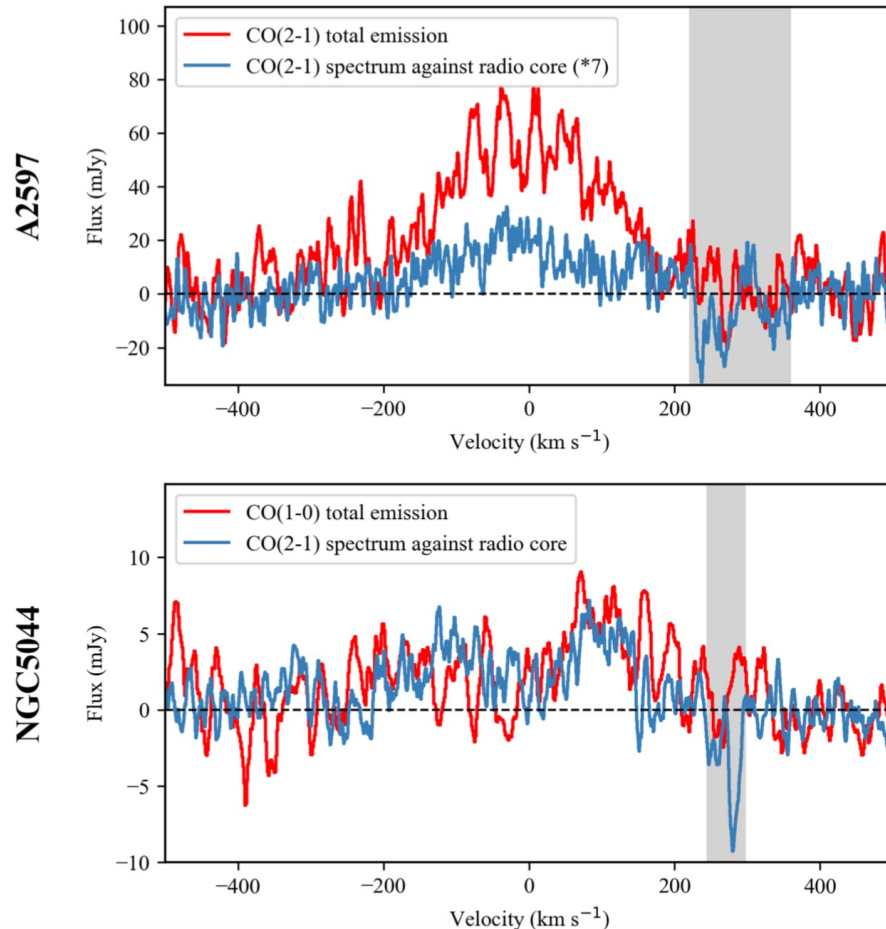 A2597
Flux (mJy)
100
80
60
40
20
0
−20
CO(2-1) total emission
CO(2-1) spectrum against radio core (*7)
−400 −200 0 200 400
Velocity (km s⁻¹)
NGC5044
Flux (mJy)
10
5
0
−5
−10
CO(1-0) total emission
CO(2-1) spectrum against radio core
−400 −200 0 200 400
Velocity (km s⁻¹)